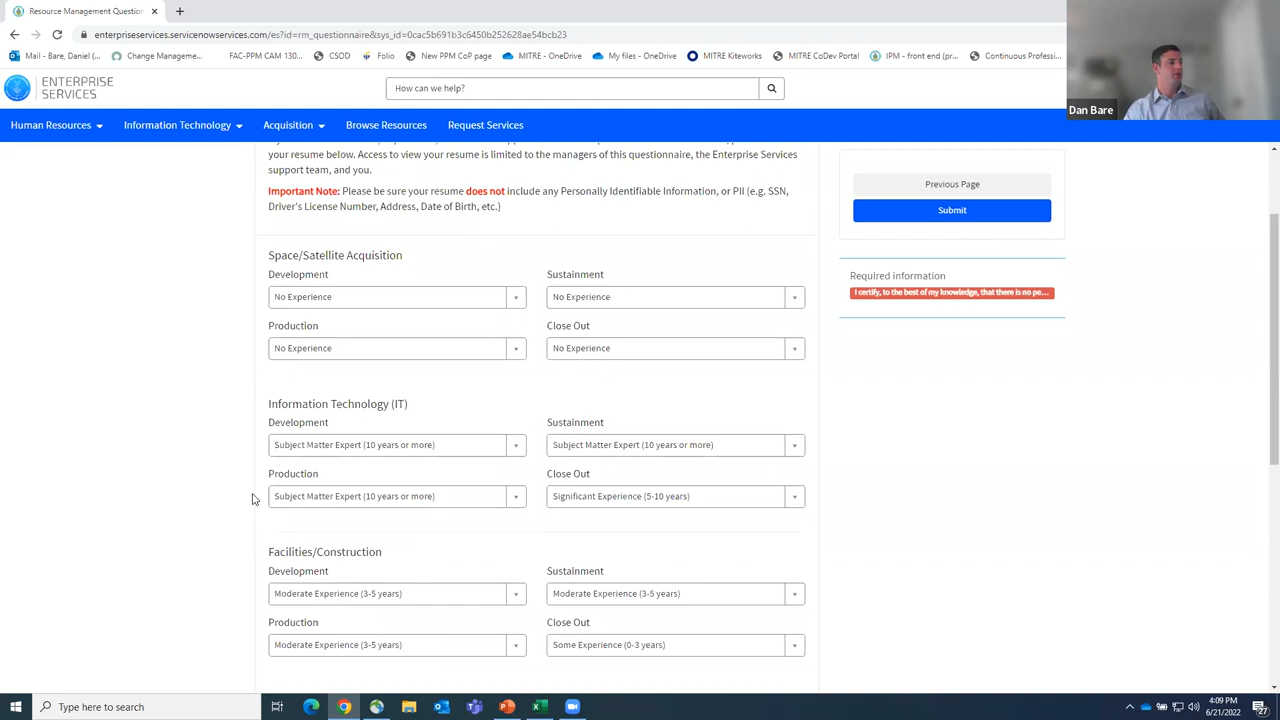 Resource Management Question
enterpriseservices.servicenowservices.com/es?id=rm_questionnaire&sys_id=0cac5b691b3c6450b252628ae54bcb23
Mail - Bare, Daniel (...
Change Manageme...
FAC-PPM CAM 130...
CSOD
Folio
New PPM CoP page
MITRE - OneDrive
My files - OneDrive
MITRE Kiteworks
MITRE CoDev Portal
IPM - front end (pr...
Continuous Professi...
ENTERPRISE
SERVICES
How can we help?
Dan Bare
Human Resources
Information Technology
Acquisition
Browse Resources
Request Services
your resume below. Access to view your resume is limited to the managers of this questionnaire, the Enterprise Services
support team, and you.
Important Note: Please be sure your resume does not include any Personally Identifiable Information, or PII (e.g. SSN,
Driver's License Number, Address, Date of Birth, etc.)
Previous Page
Submit
Required information
I certify, to the best of my knowledge, that there is no pe...
Space/Satellite Acquisition
Development
Sustainment
No Experience
No Experience
Production
Close Out
No Experience
No Experience
Information Technology (IT)
Development
Sustainment
Subject Matter Expert (10 years or more)
Subject Matter Expert (10 years or more)
Production
Close Out
Subject Matter Expert (10 years or more)
Significant Experience (5-10 years)
Facilities/Construction
Development
Sustainment
Moderate Experience (3-5 years)
Moderate Experience (3-5 years)
Production
Close Out
Moderate Experience (3-5 years)
Some Experience (0-3 years)
Type here to search
4:09 PM
6/21/2022
27